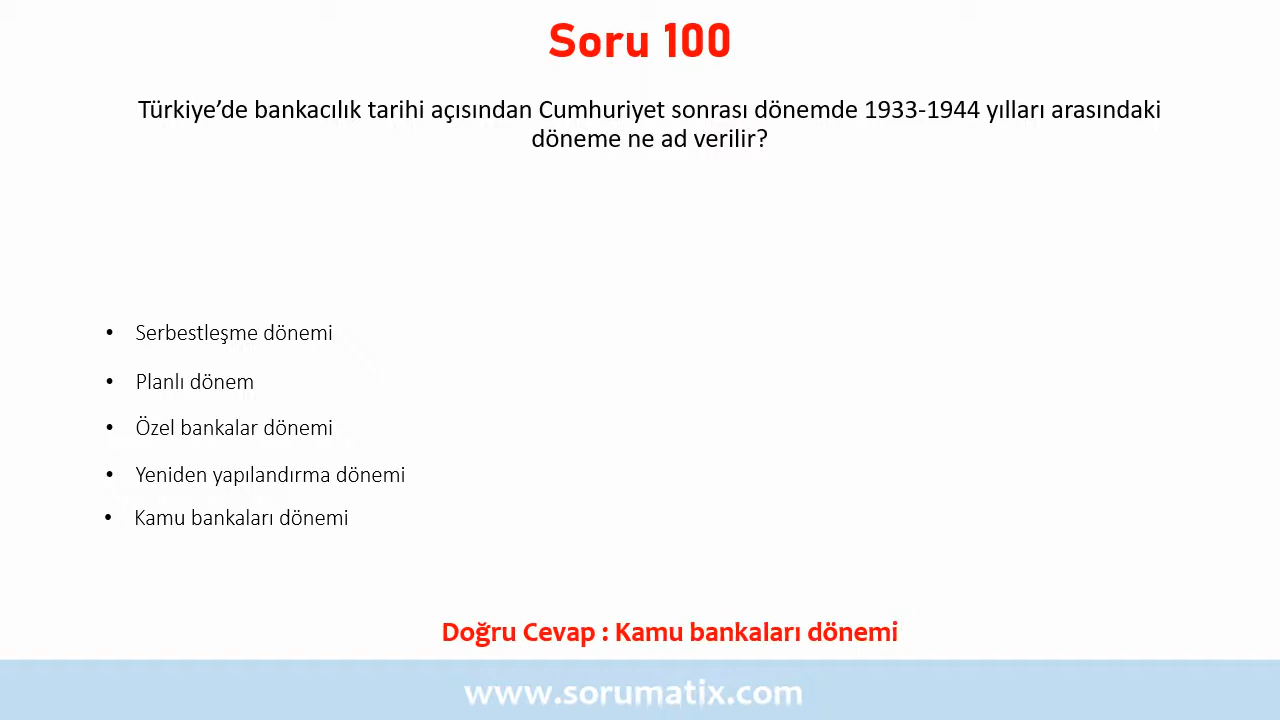 Soru 100
Türkiye’de bankacılık tarihi açısından Cumhuriyet sonrası dönemde 1933-1944 yılları arasındaki
döneme ne ad verilir?
• Serbestleşme dönemi
• Planlı dönem
• Özel bankalar dönemi
• Yeniden yapılandırma dönemi
• Kamu bankaları dönemi
Doğru Cevap : Kamu bankaları dönemi
www.sorumatix.com